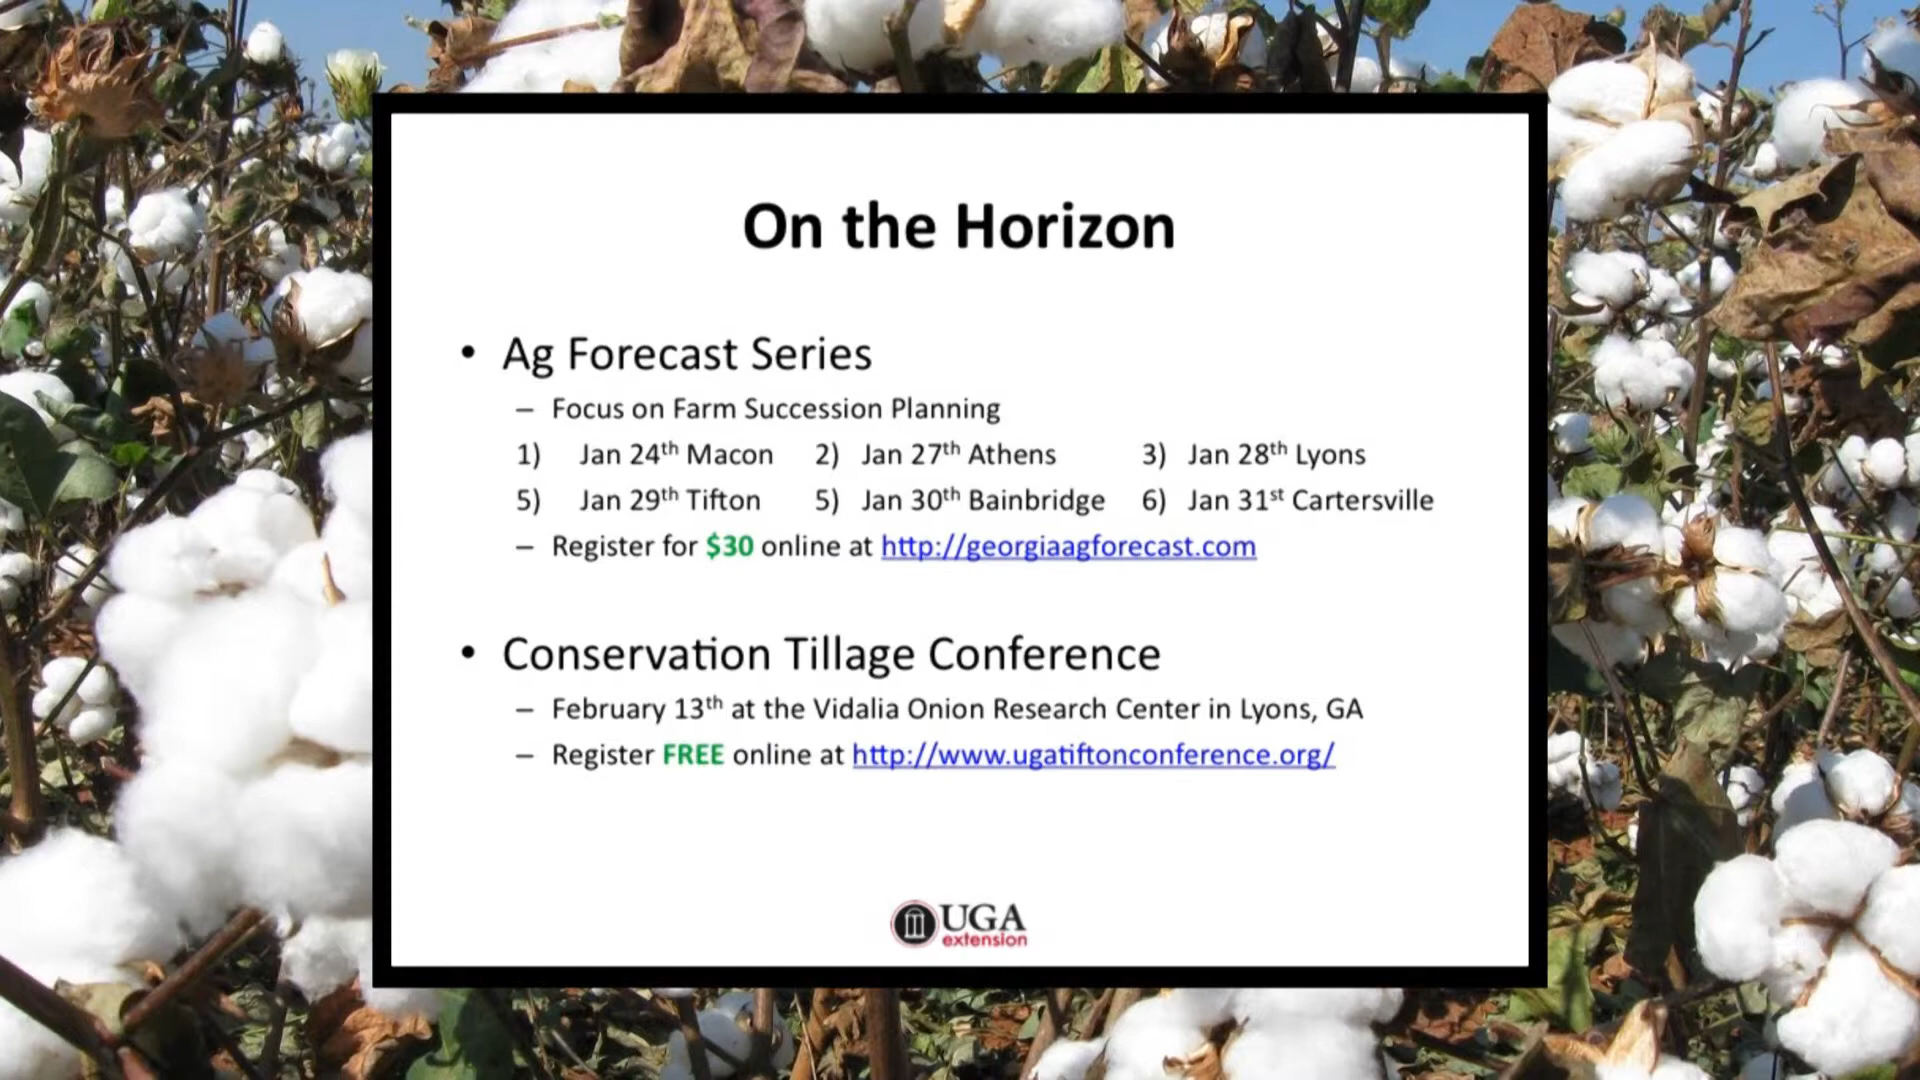 On the Horizon
• Ag Forecast Series
– Focus on Farm Succession Planning
1) Jan 24th Macon 2) Jan 27th Athens 3) Jan 28th Lyons
5) Jan 29th Tifton 5) Jan 30th Bainbridge 6) Jan 31st Cartersville
– Register for $30 online at http://georgiaagforecast.com
• Conservation Tillage Conference
– February 13th at the Vidalia Onion Research Center in Lyons, GA
– Register FREE online at http://www.ugatiftonconference.org/
UGA
extension